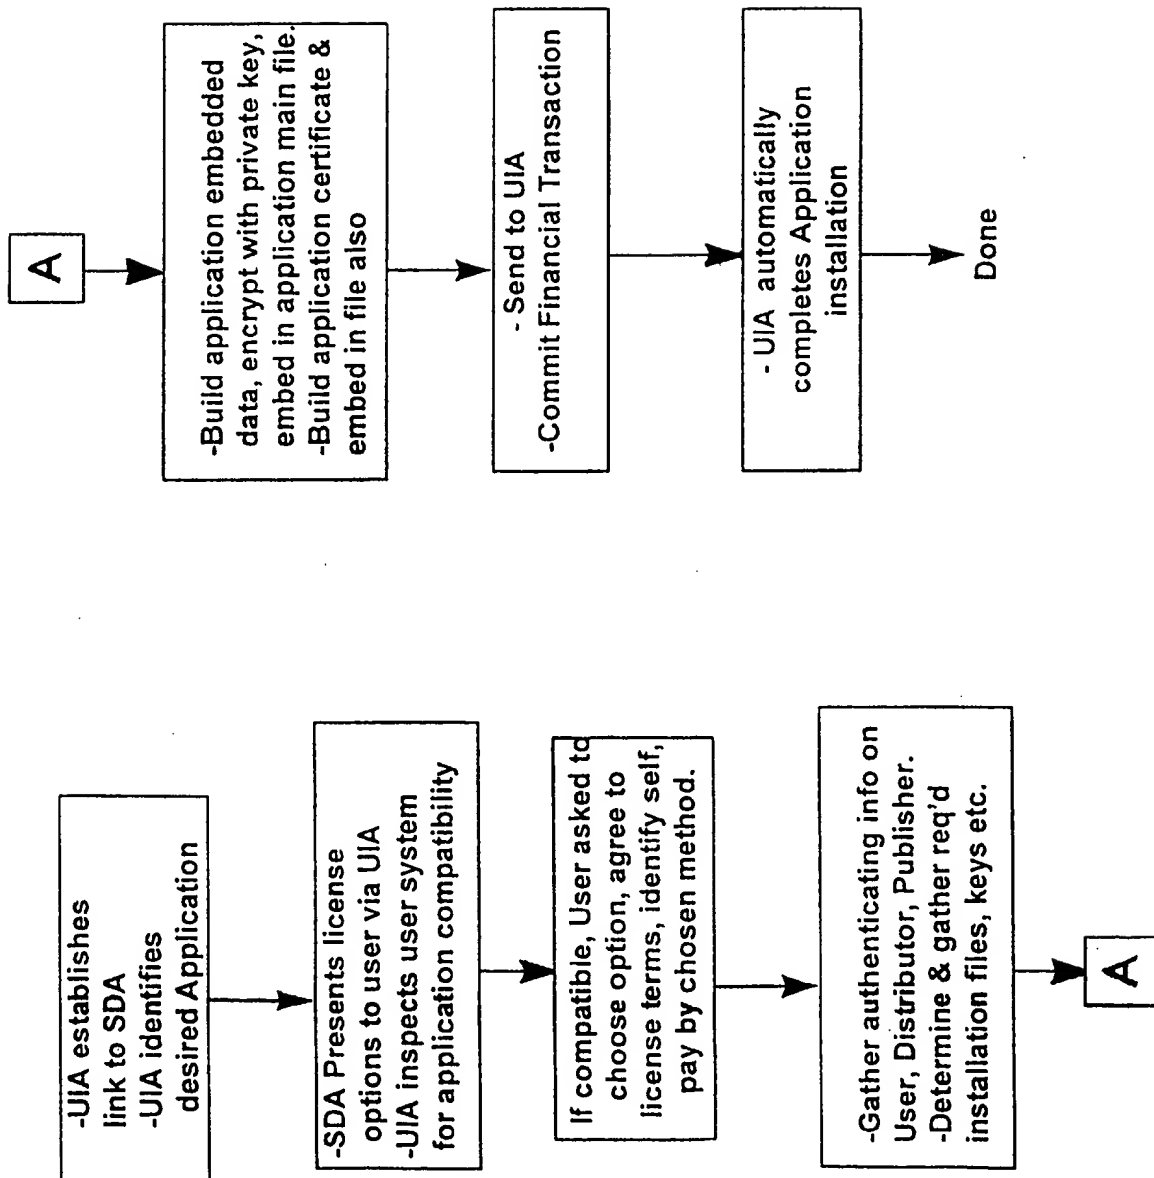 -UIA establishes
link to SDA
-UIA identifies
desired Application
-SDA Presents license
options to user via UIA
-UIA inspects user system
for application compatibility
If compatible, User asked to
choose option, agree to
license terms, identify self,
pay by chosen method.
-Gather authenticating info on
User, Distributor, Publisher.
-Determine & gather req'd
installation files, keys etc.
A
A
-Build application embedded
data, encrypt with private key,
embed in application main file.
-Build application certificate &
embed in file also
- Send to UIA
-Commit Financial Transaction
- UIA automatically
completes Application
installation
Done